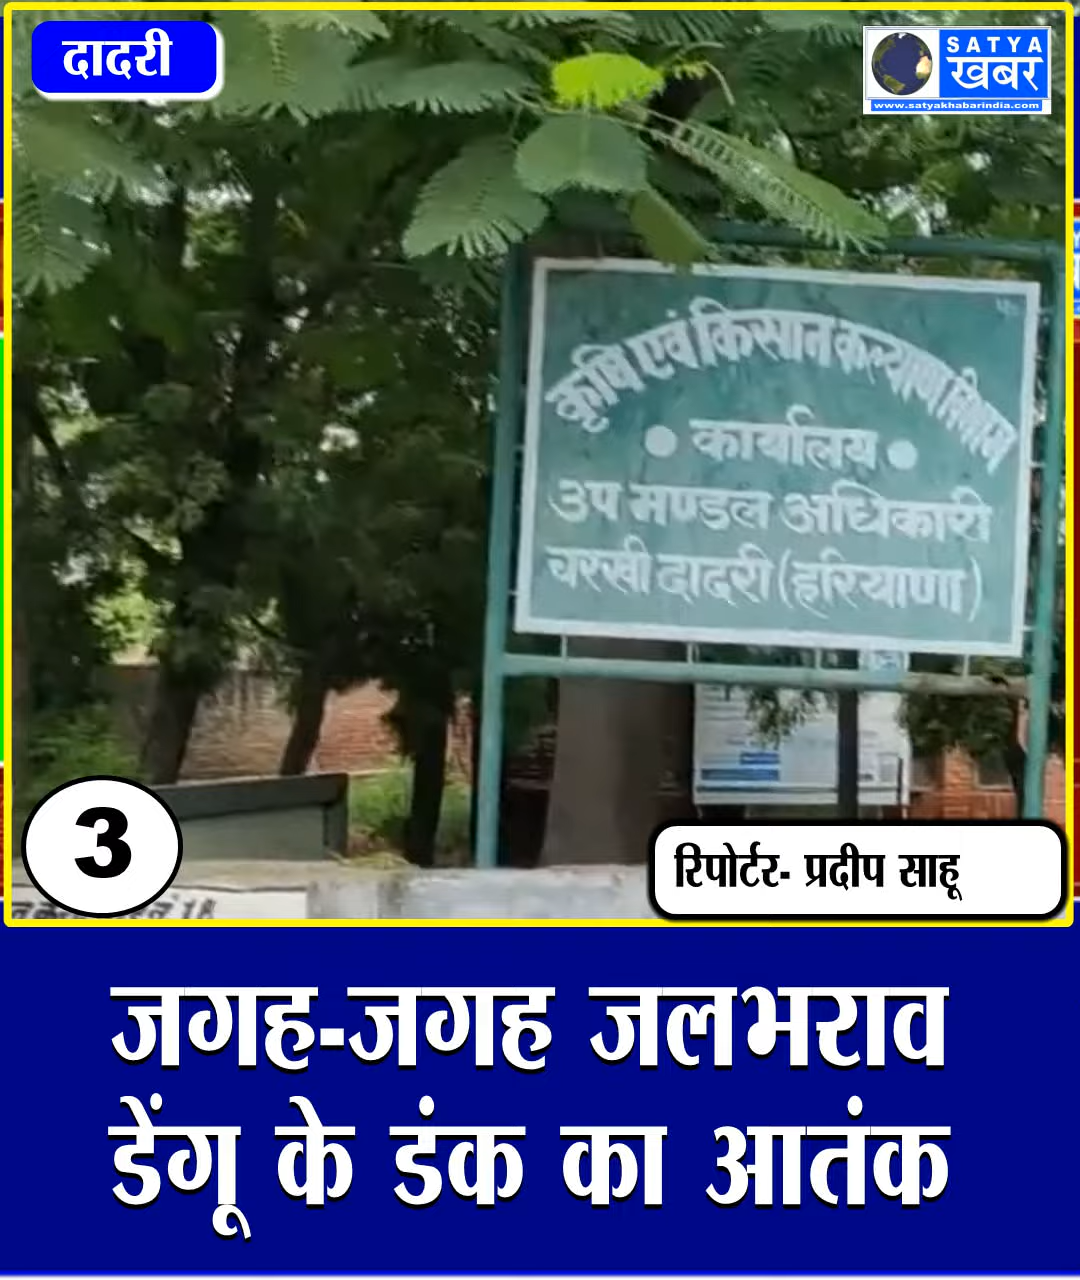 दादरी
SATYA
खबर
www.satyakhabarindia.com
कृषि एवं किसान कल्याण विभाग
• कार्यालय •
उप मण्डल अधिकारी
चरखी दादरी (हरियाणा)
3
रिपोर्टर- प्रदीप साहू
जगह-जगह जलभराव
डेंगू के डंक का आतंक